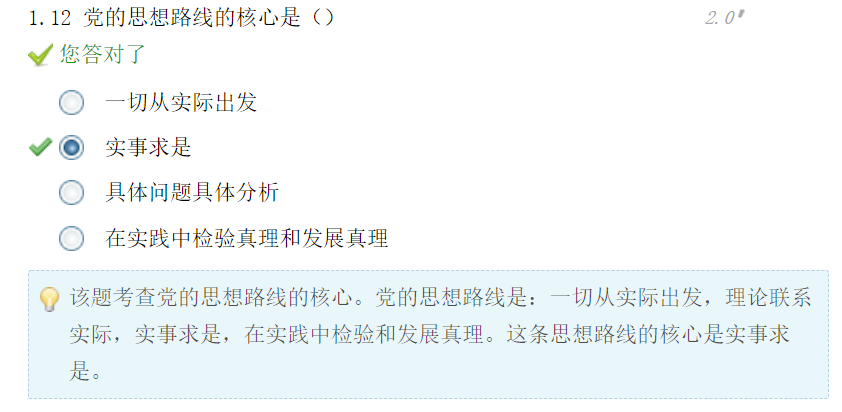 1.12 党的思想路线的核心是（）
2.0
您答对了
一切从实际出发
实事求是
具体问题具体分析
在实践中检验真理和发展真理
该题考查党的思想路线的核心。党的思想路线是：一切从实际出发，理论联系
实际，实事求是，在实践中检验和发展真理。这条思想路线的核心是实事求
是。